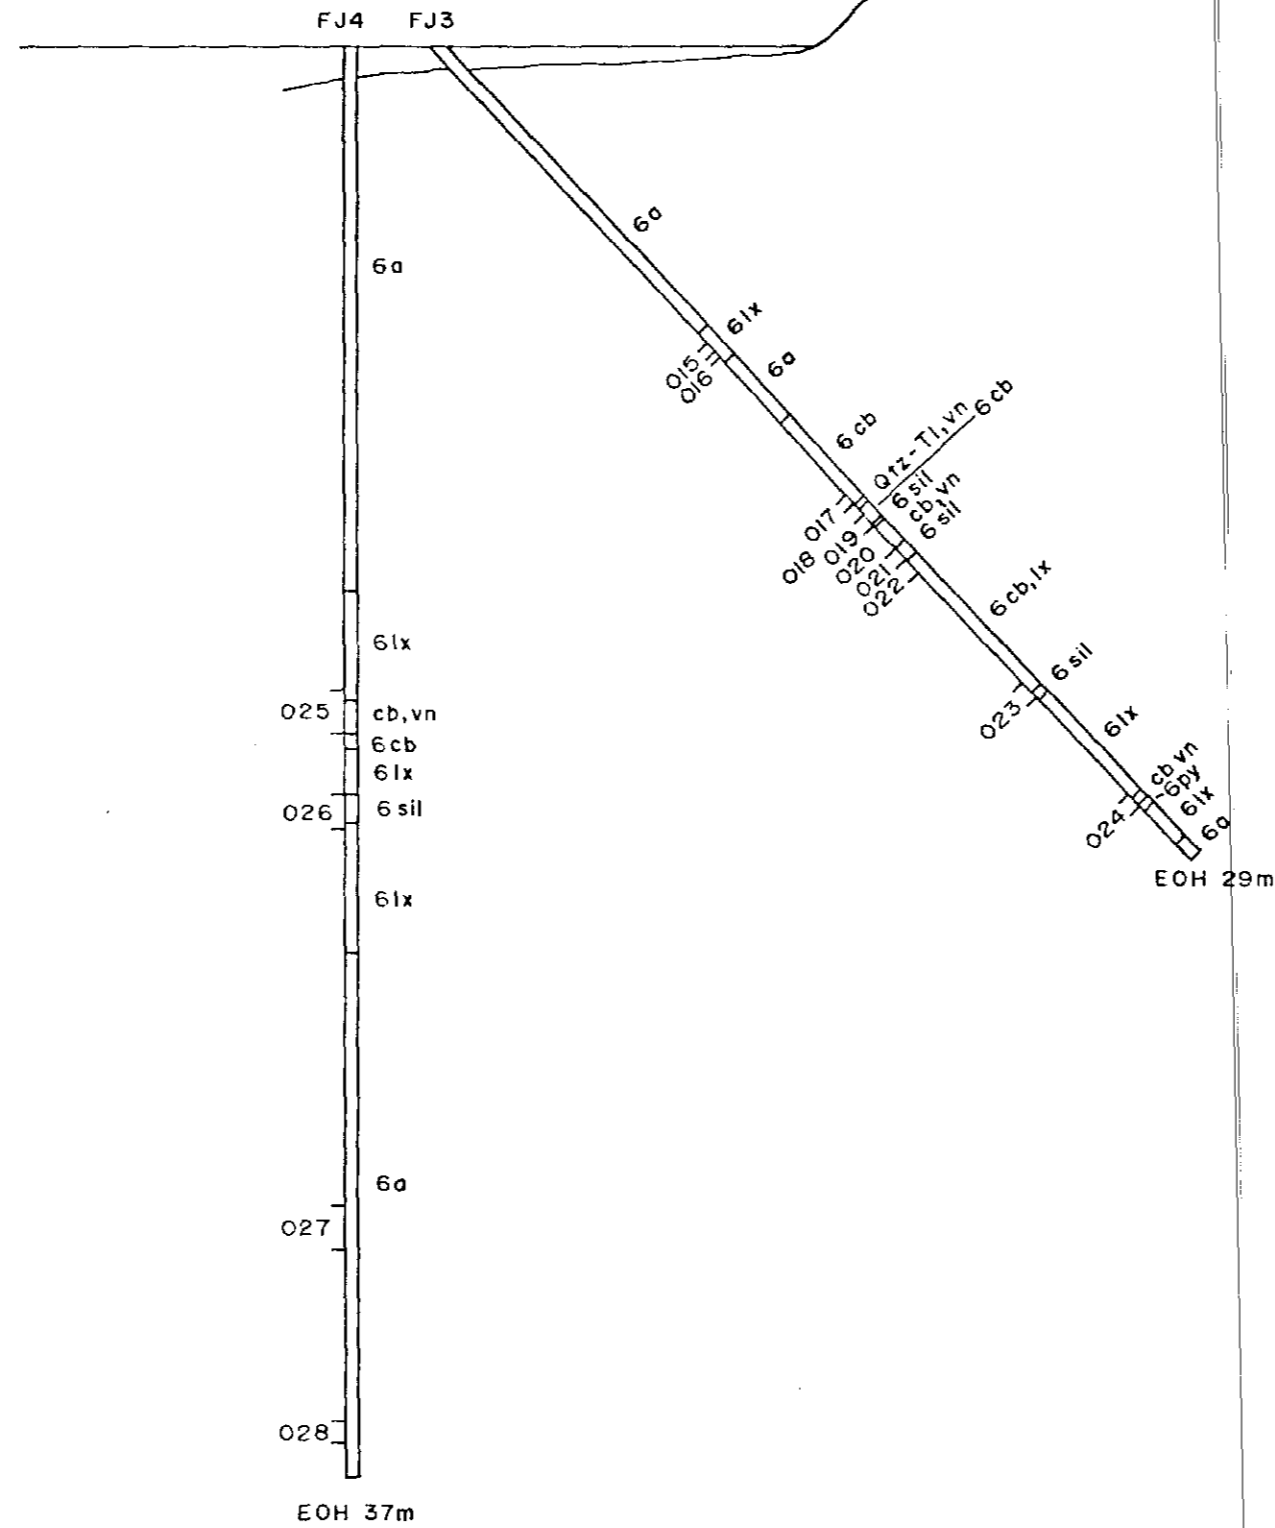 FJ4 FJ3
6a
6lx
6a
6cb
Qtz-Tl,vn
6cb
6sil
cb,vn
6sil
6cb,lx
6sil
6lx
cb vn
6py
6lx
6a
EOH 29m
015
016
017
018
019
020
021
022
023
024
6a
6lx
cb,vn
6cb
6lx
6sil
6lx
6a
025
026
027
028
EOH 37m